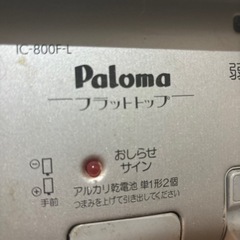 IC-800F-L
Paloma
フラットトップ
弱
おしらせ
サイン
アルカリ乾電池 単1形2個
手前 つまみを上げて引き出してください